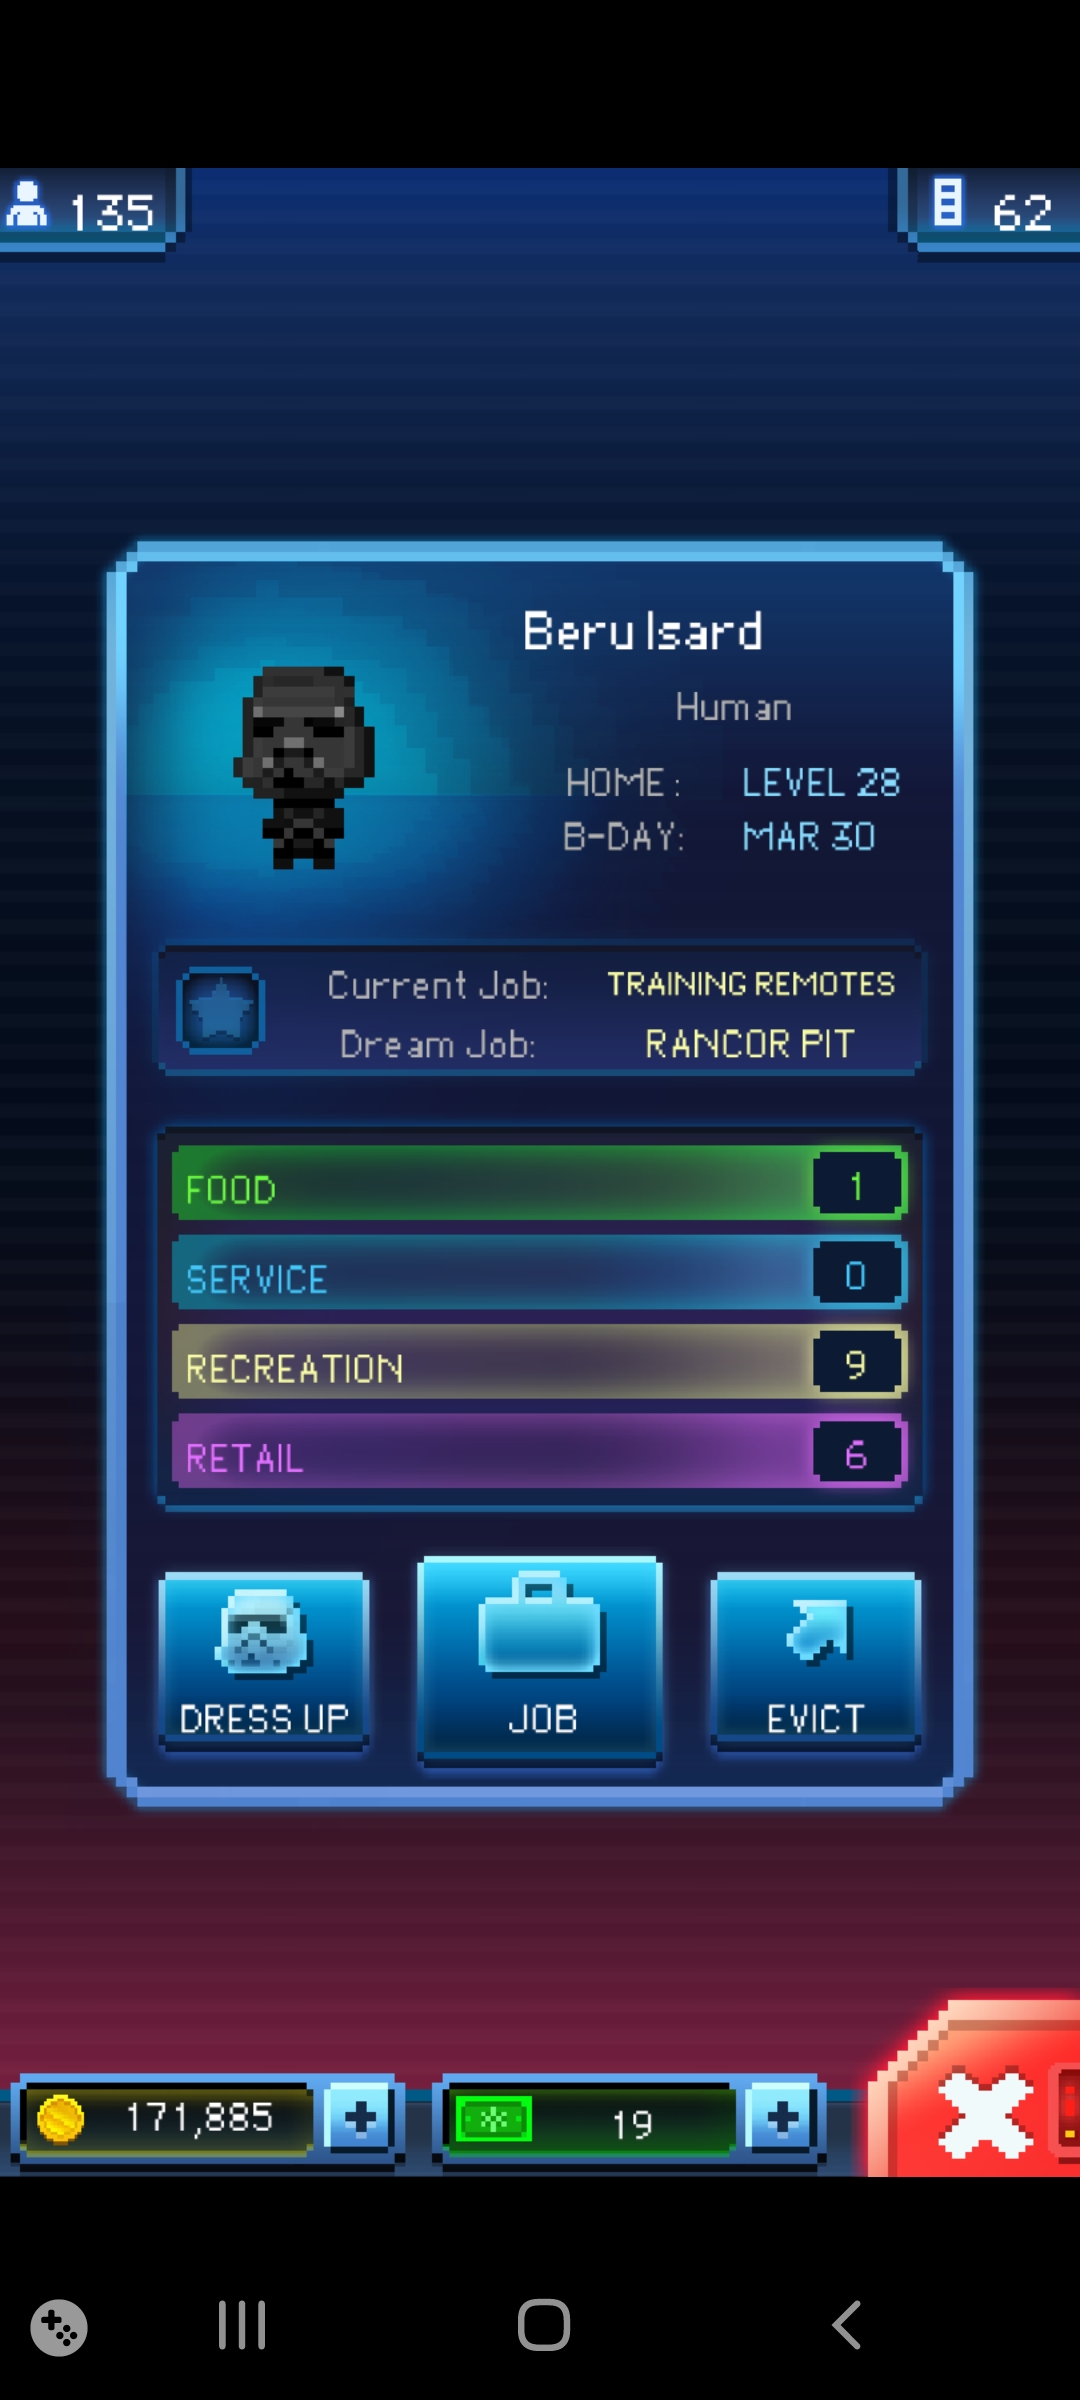 135
62
Beru Isard
Human
HOME: LEVEL 28
B-DAY: MAR 30
Current Job: TRAINING REMOTES
Dream Job: RANCOR PIT
FOOD 1
SERVICE 0
RECREATION 9
RETAIL 6
DRESS UP
JOB
EVICT
171,885
19